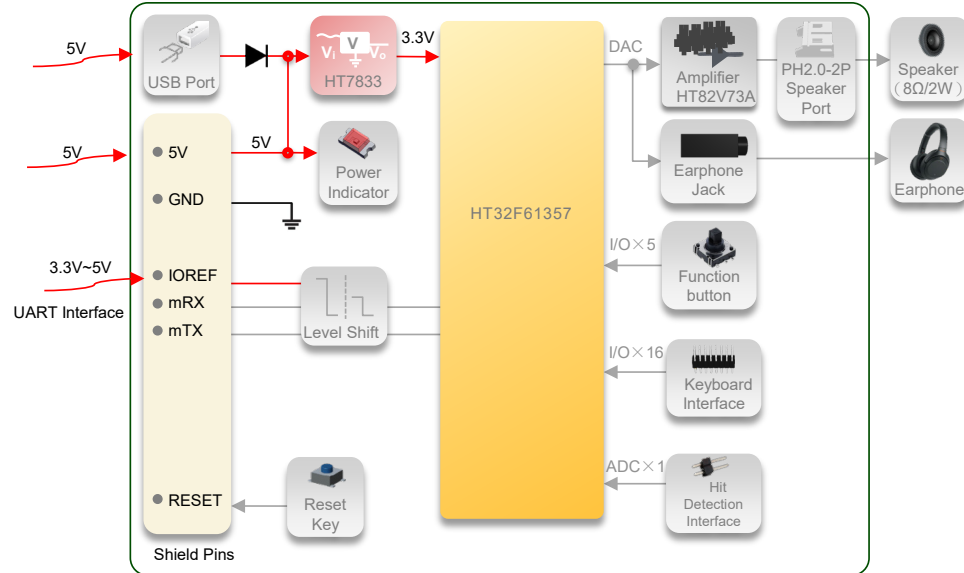 5V
USB Port
V
Vi
Vo
HT7833
3.3V
DAC
Amplifier
HT82V73A
PH2.0-2P
Speaker
Port
Speaker
(8Ω/2W)
5V
5V
5V
Power
Indicator
Earphone
Jack
Earphone
GND
HT32F61357
I/O×5
Function
button
3.3V~5V
IOREF
UART Interface
mRX
mTX
Level Shift
I/O×16
Keyboard
Interface
ADC×1
Hit
Detection
Interface
RESET
Reset
Key
Shield Pins